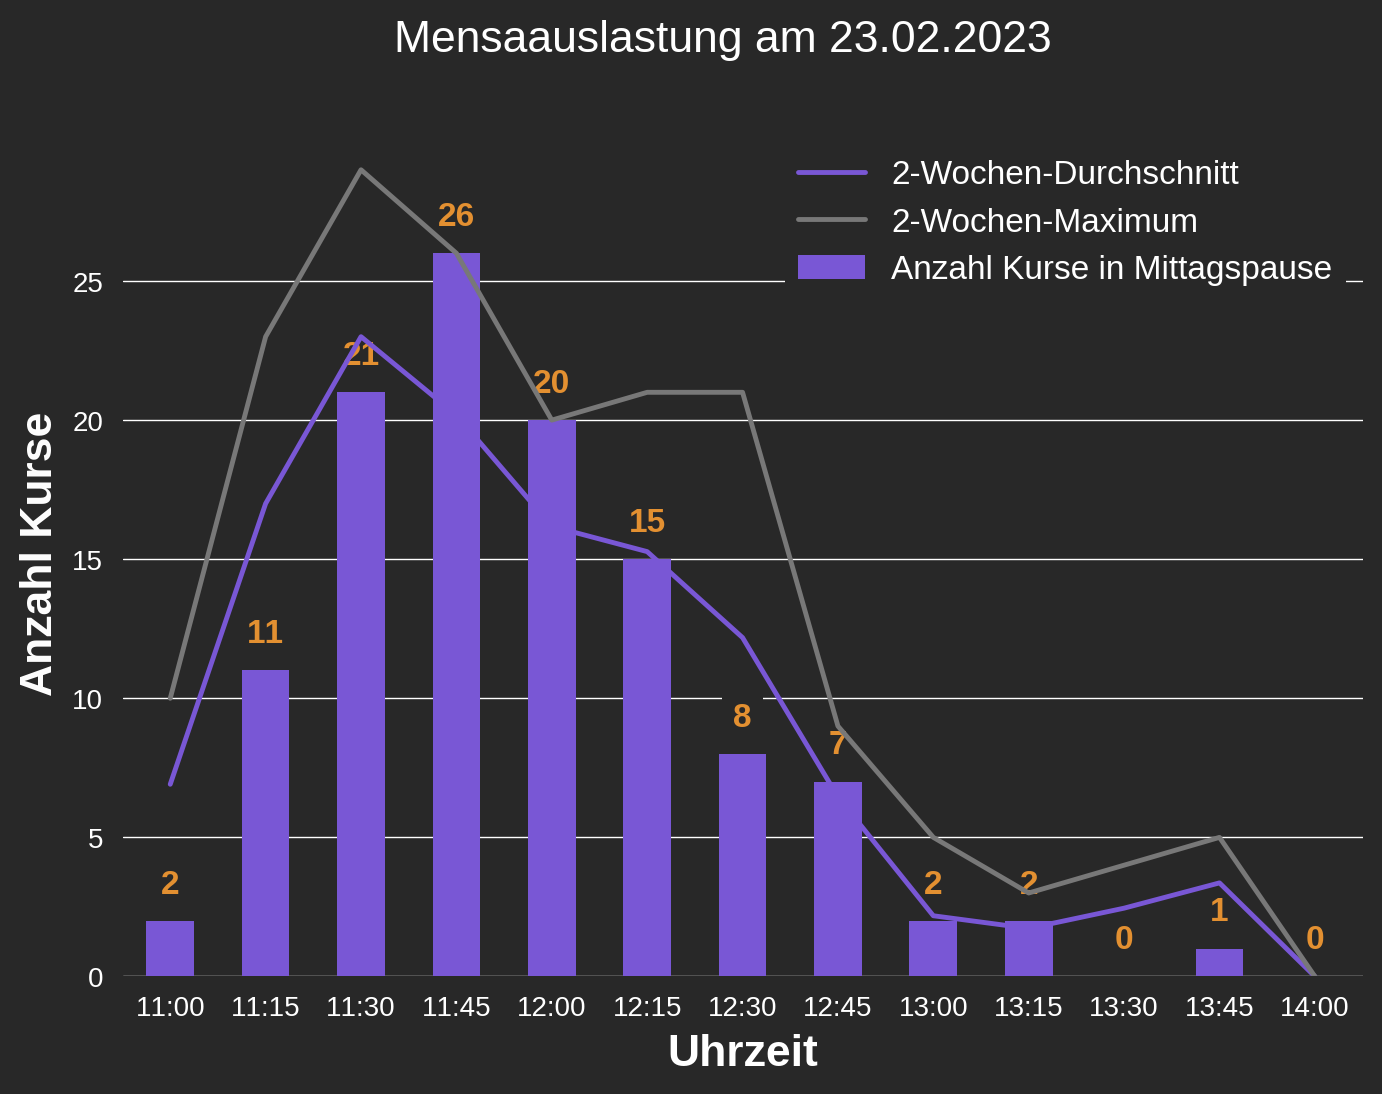 Mensaauslastung am 23.02.2023
2-Wochen-Durchschnitt
2-Wochen-Maximum
Anzahl Kurse in Mittagspause
Anzahl Kurse
25
20
15
10
5
0
2
11
21
26
20
15
8
7
2
2
0
1
0
11:00 11:15 11:30 11:45 12:00 12:15 12:30 12:45 13:00 13:15 13:30 13:45 14:00
Uhrzeit